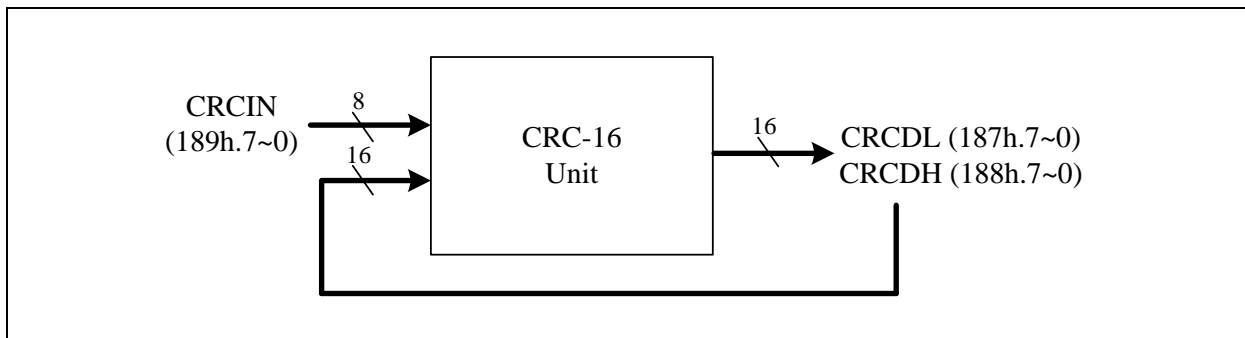 CRCIN
(189h.7~0)
8
16
CRC-16
Unit
16
CRCDL (187h.7~0)
CRCDH (188h.7~0)